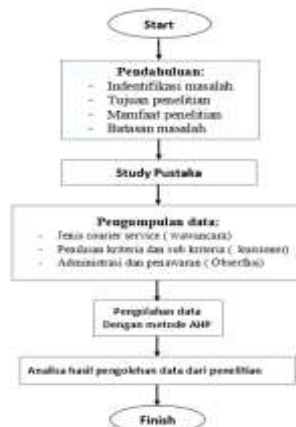 Start
Pendahuluan:
- Indentifikasi masalah
- Tujuan penelitian
- Manfaat penelitian
- Batasan masalah
Study Pustaka
Pengumpulan data:
- Jenis courier service ( wawancara)
- Penilaian kriteria dan sub kriteria ( kuesioner)
- Administrasi dan penawaran ( Obserfasi)
Pengolahan data
Dengan metode AHP
Analisa hasil pengolehan data dari penelitian
Finish